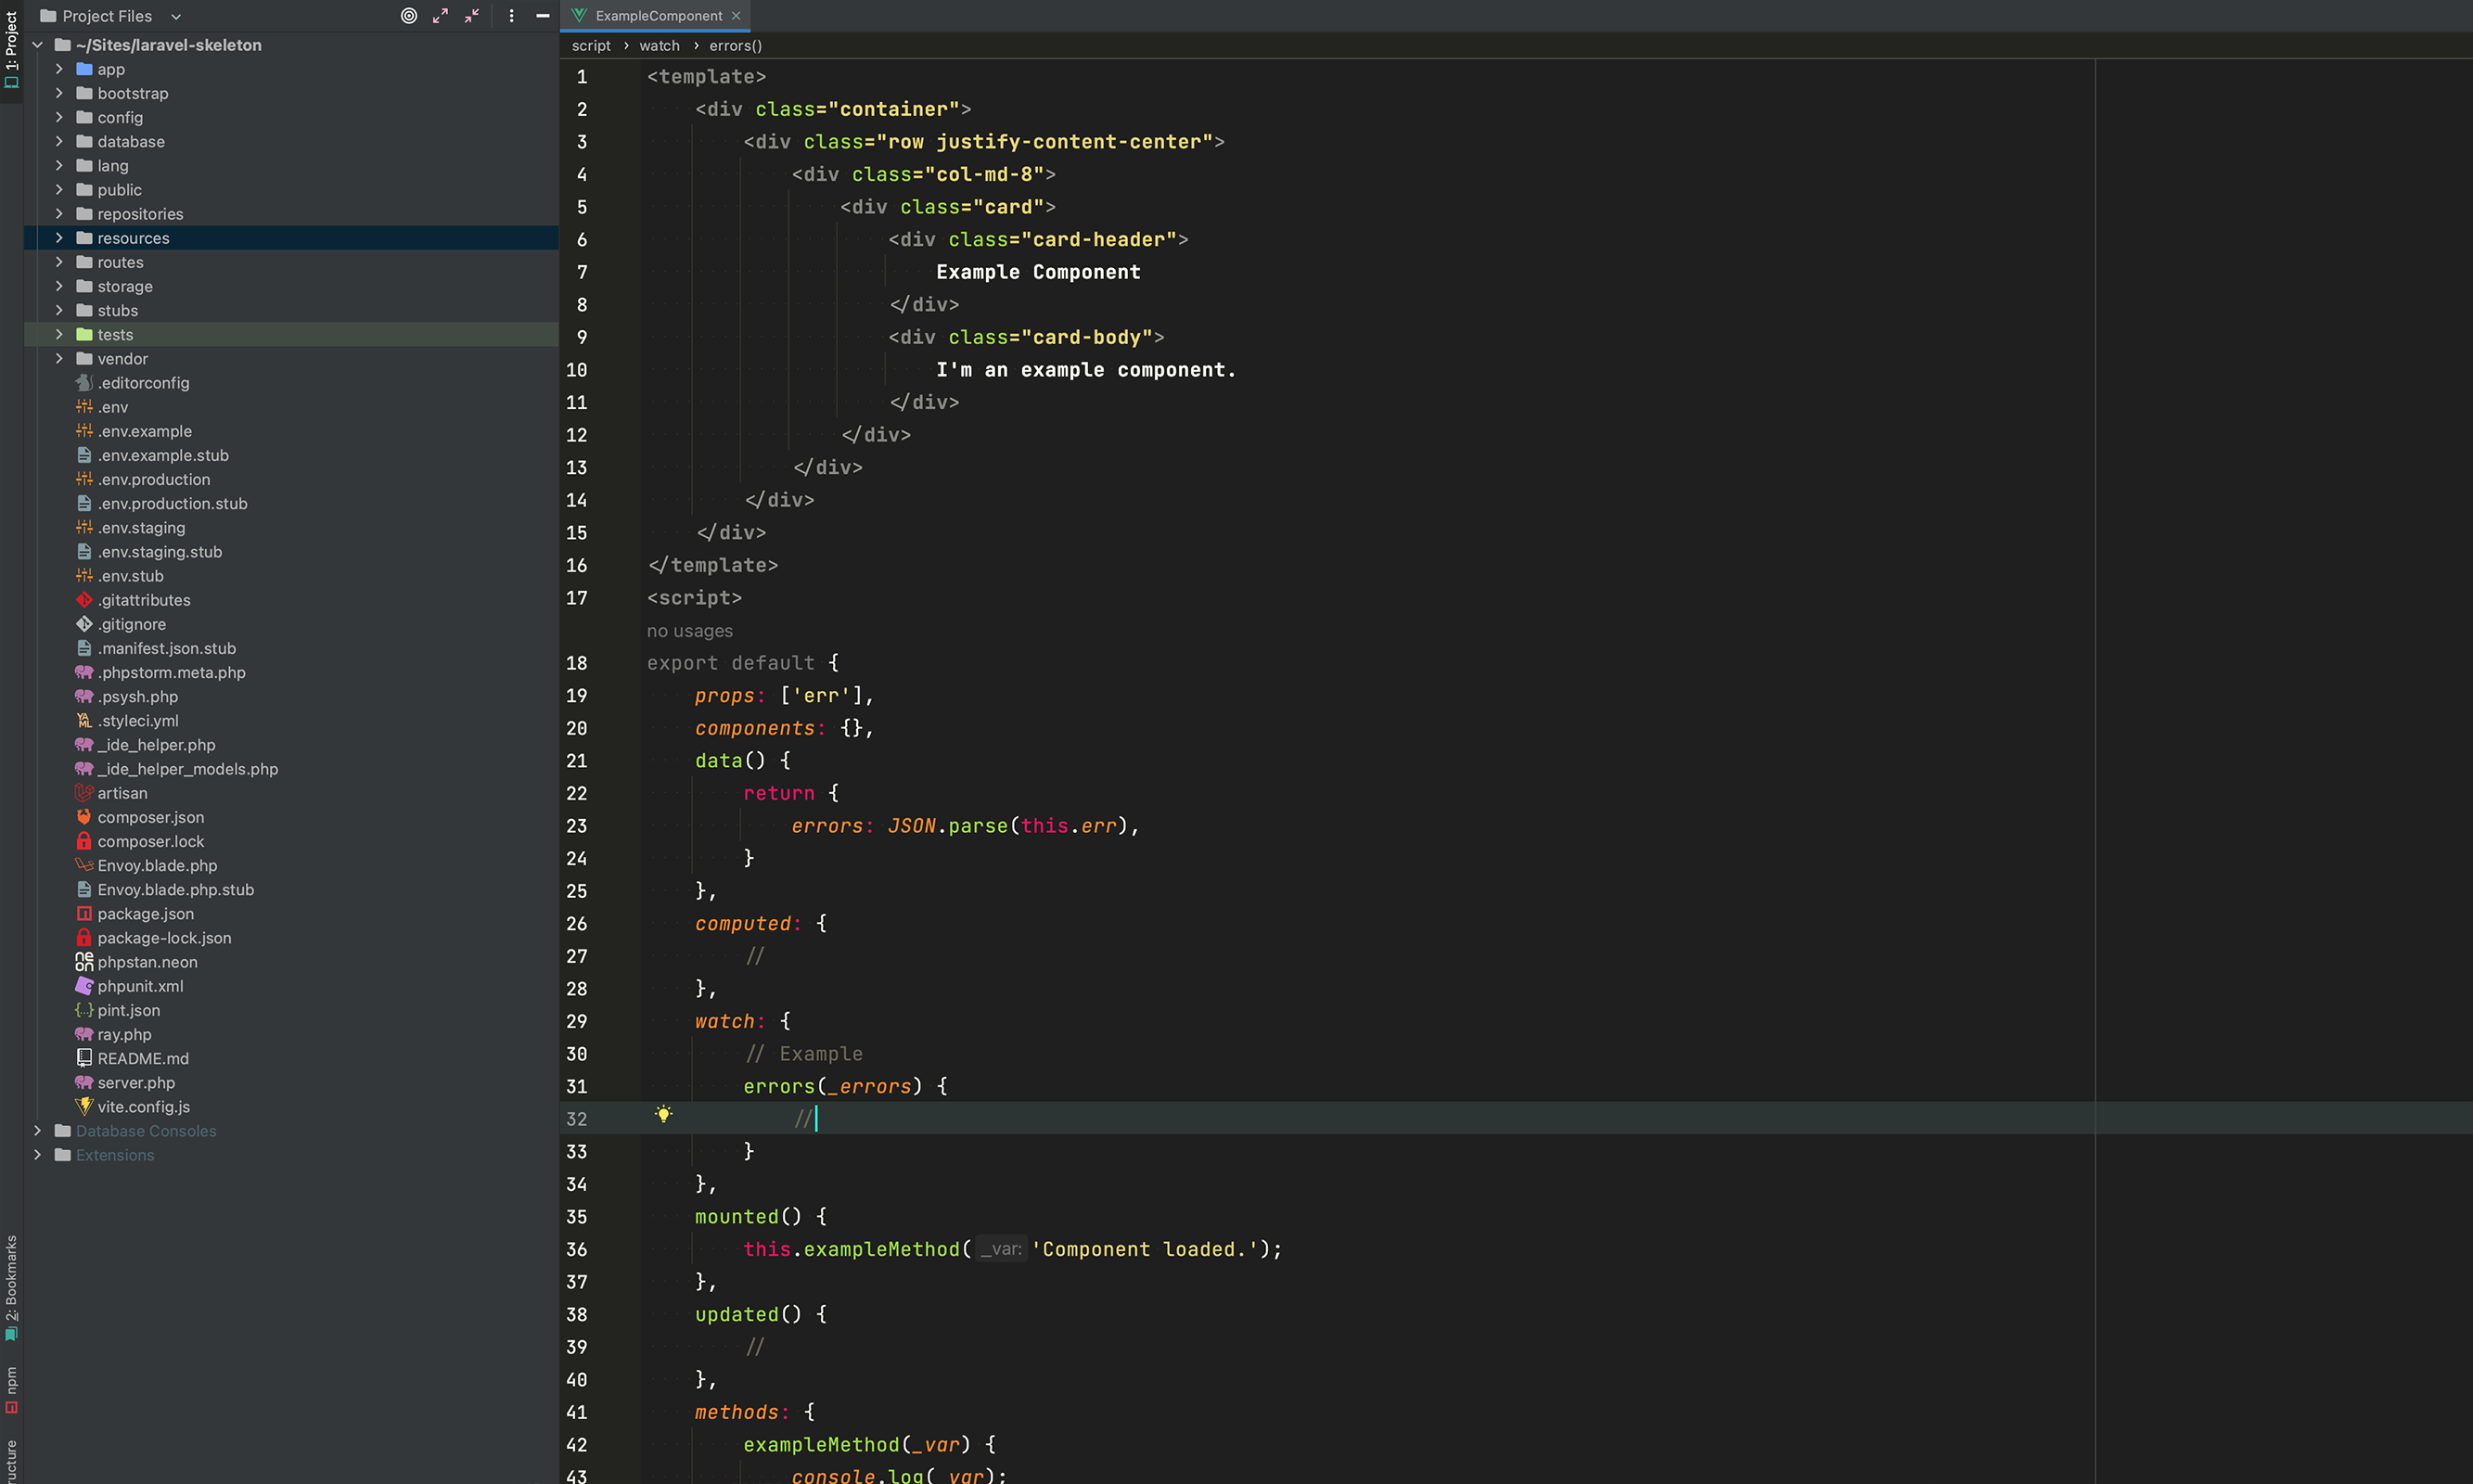 1: Project
Project Files
~/Sites/laravel-skeleton
app
bootstrap
config
database
lang
public
repositories
resources
routes
storage
stubs
tests
vendor
.editorconfig
.env
.env.example
.env.example.stub
.env.production
.env.production.stub
.env.staging
.env.staging.stub
.env.stub
.gitattributes
.gitignore
.manifest.json.stub
.phpstorm.meta.php
.psysh.php
.styleci.yml
_ide_helper.php
_ide_helper_models.php
artisan
composer.json
composer.lock
Envoy.blade.php
Envoy.blade.php.stub
package.json
package-lock.json
phpstan.neon
phpunit.xml
pint.json
ray.php
README.md
server.php
vite.config.js
Database Consoles
Extensions
2: Bookmarks
npm
ructure
ExampleComponent
script › watch › errors()
1 <template>
2 <div class="container">
3 <div class="row justify-content-center">
4 <div class="col-md-8">
5 <div class="card">
6 <div class="card-header">
7 Example Component
8 </div>
9 <div class="card-body">
10 I'm an example component.
11 </div>
12 </div>
13 </div>
14 </div>
15 </div>
16 </template>
17 <script>
no usages
18 export default {
19 props: ['err'],
20 components: {},
21 data() {
22 return {
23 errors: JSON.parse(this.err),
24 }
25 },
26 computed: {
27 //
28 },
29 watch: {
30 // Example
31 errors(_errors) {
32 //
33 }
34 },
35 mounted() {
36 this.exampleMethod( _var: 'Component loaded.');
37 },
38 updated() {
39 //
40 },
41 methods: {
42 exampleMethod(_var) {
43 console.log(_var);